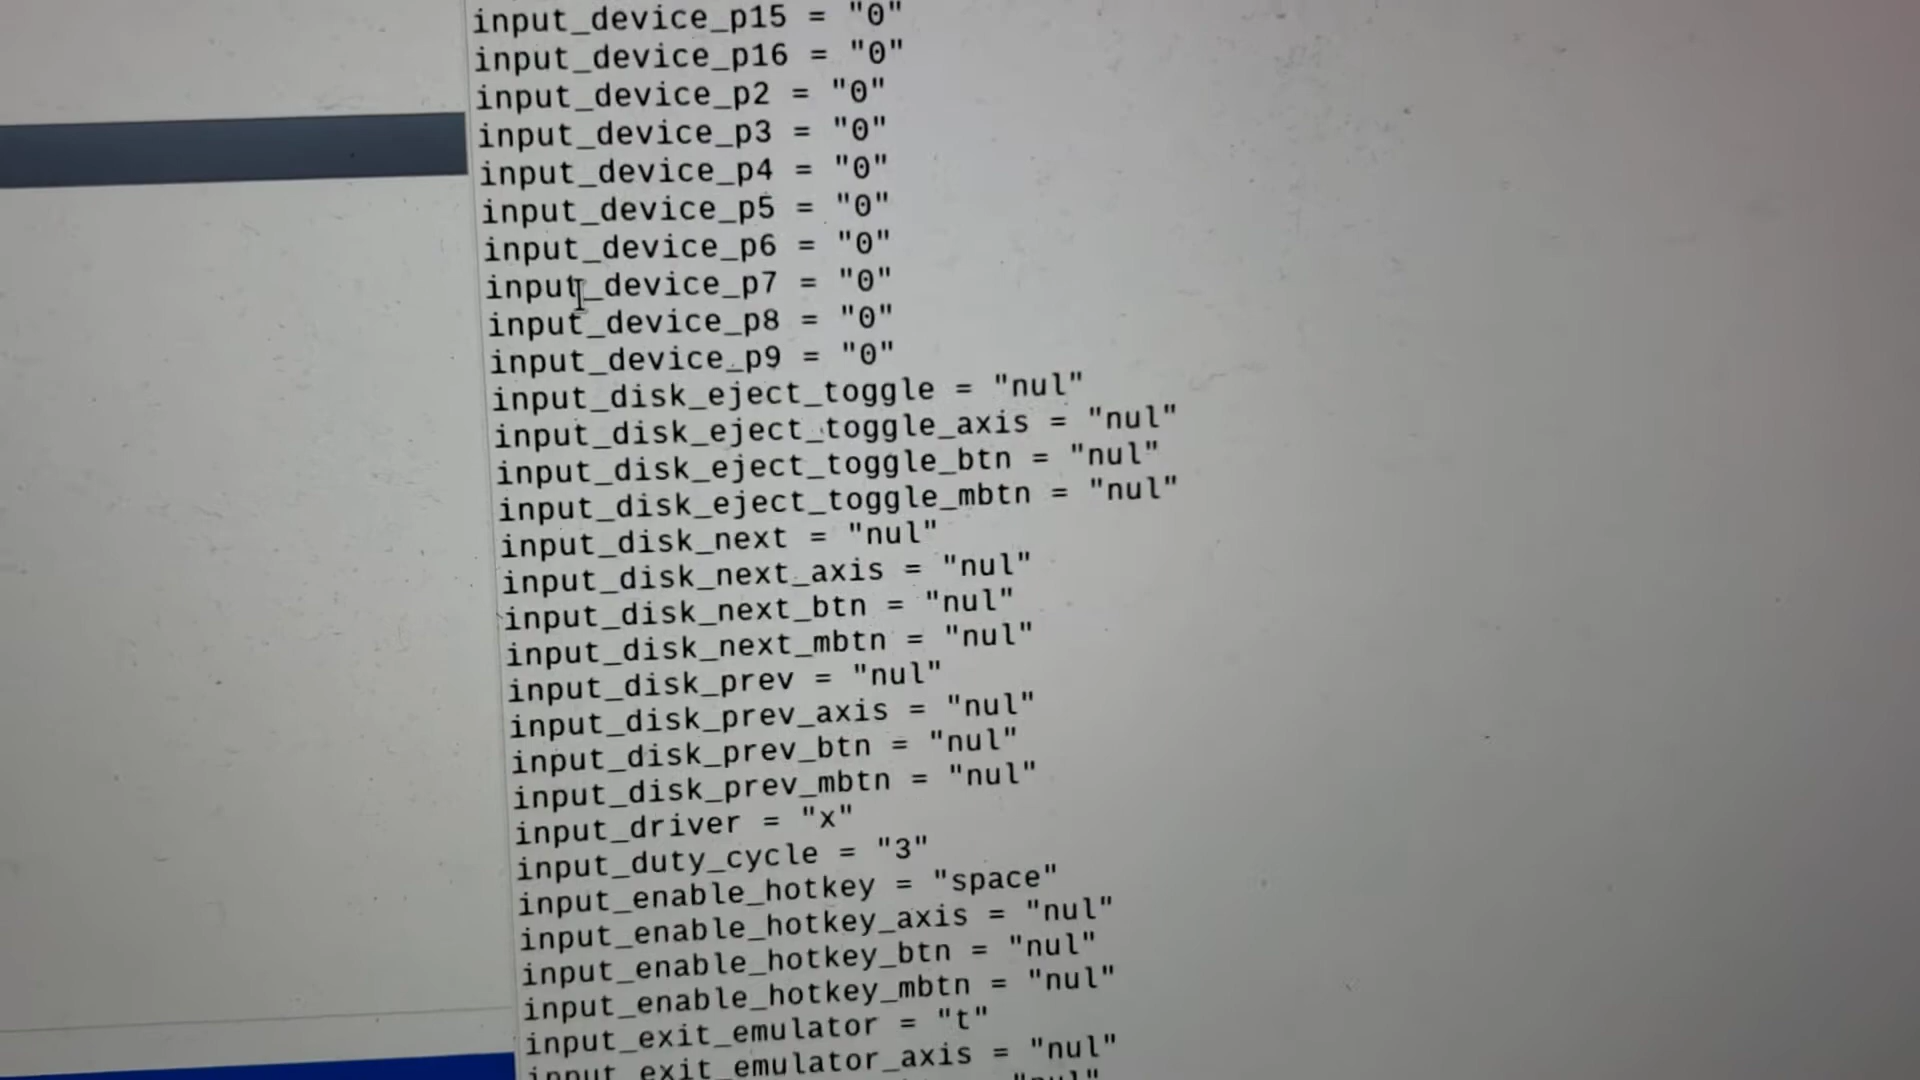 input_device_p15 = "0"
input_device_p16 = "0"
input_device_p2 = "0"
input_device_p3 = "0"
input_device_p4 = "0"
input_device_p5 = "0"
input_device_p6 = "0"
input_device_p7 = "0"
input_device_p8 = "0"
input_device_p9 = "0"
input_disk_eject_toggle = "nul"
input_disk_eject_toggle_axis = "nul"
input_disk_eject_toggle_btn = "nul"
input_disk_eject_toggle_mbtn = "nul"
input_disk_next = "nul"
input_disk_next_axis = "nul"
input_disk_next_btn = "nul"
input_disk_next_mbtn = "nul"
input_disk_prev = "nul"
input_disk_prev_axis = "nul"
input_disk_prev_btn = "nul"
input_disk_prev_mbtn = "nul"
input_driver = "x"
input_duty_cycle = "3"
input_enable_hotkey = "space"
input_enable_hotkey_axis = "nul"
input_enable_hotkey_btn = "nul"
input_enable_hotkey_mbtn = "nul"
input_exit_emulator = "t"
input_exit_emulator_axis = "nul"